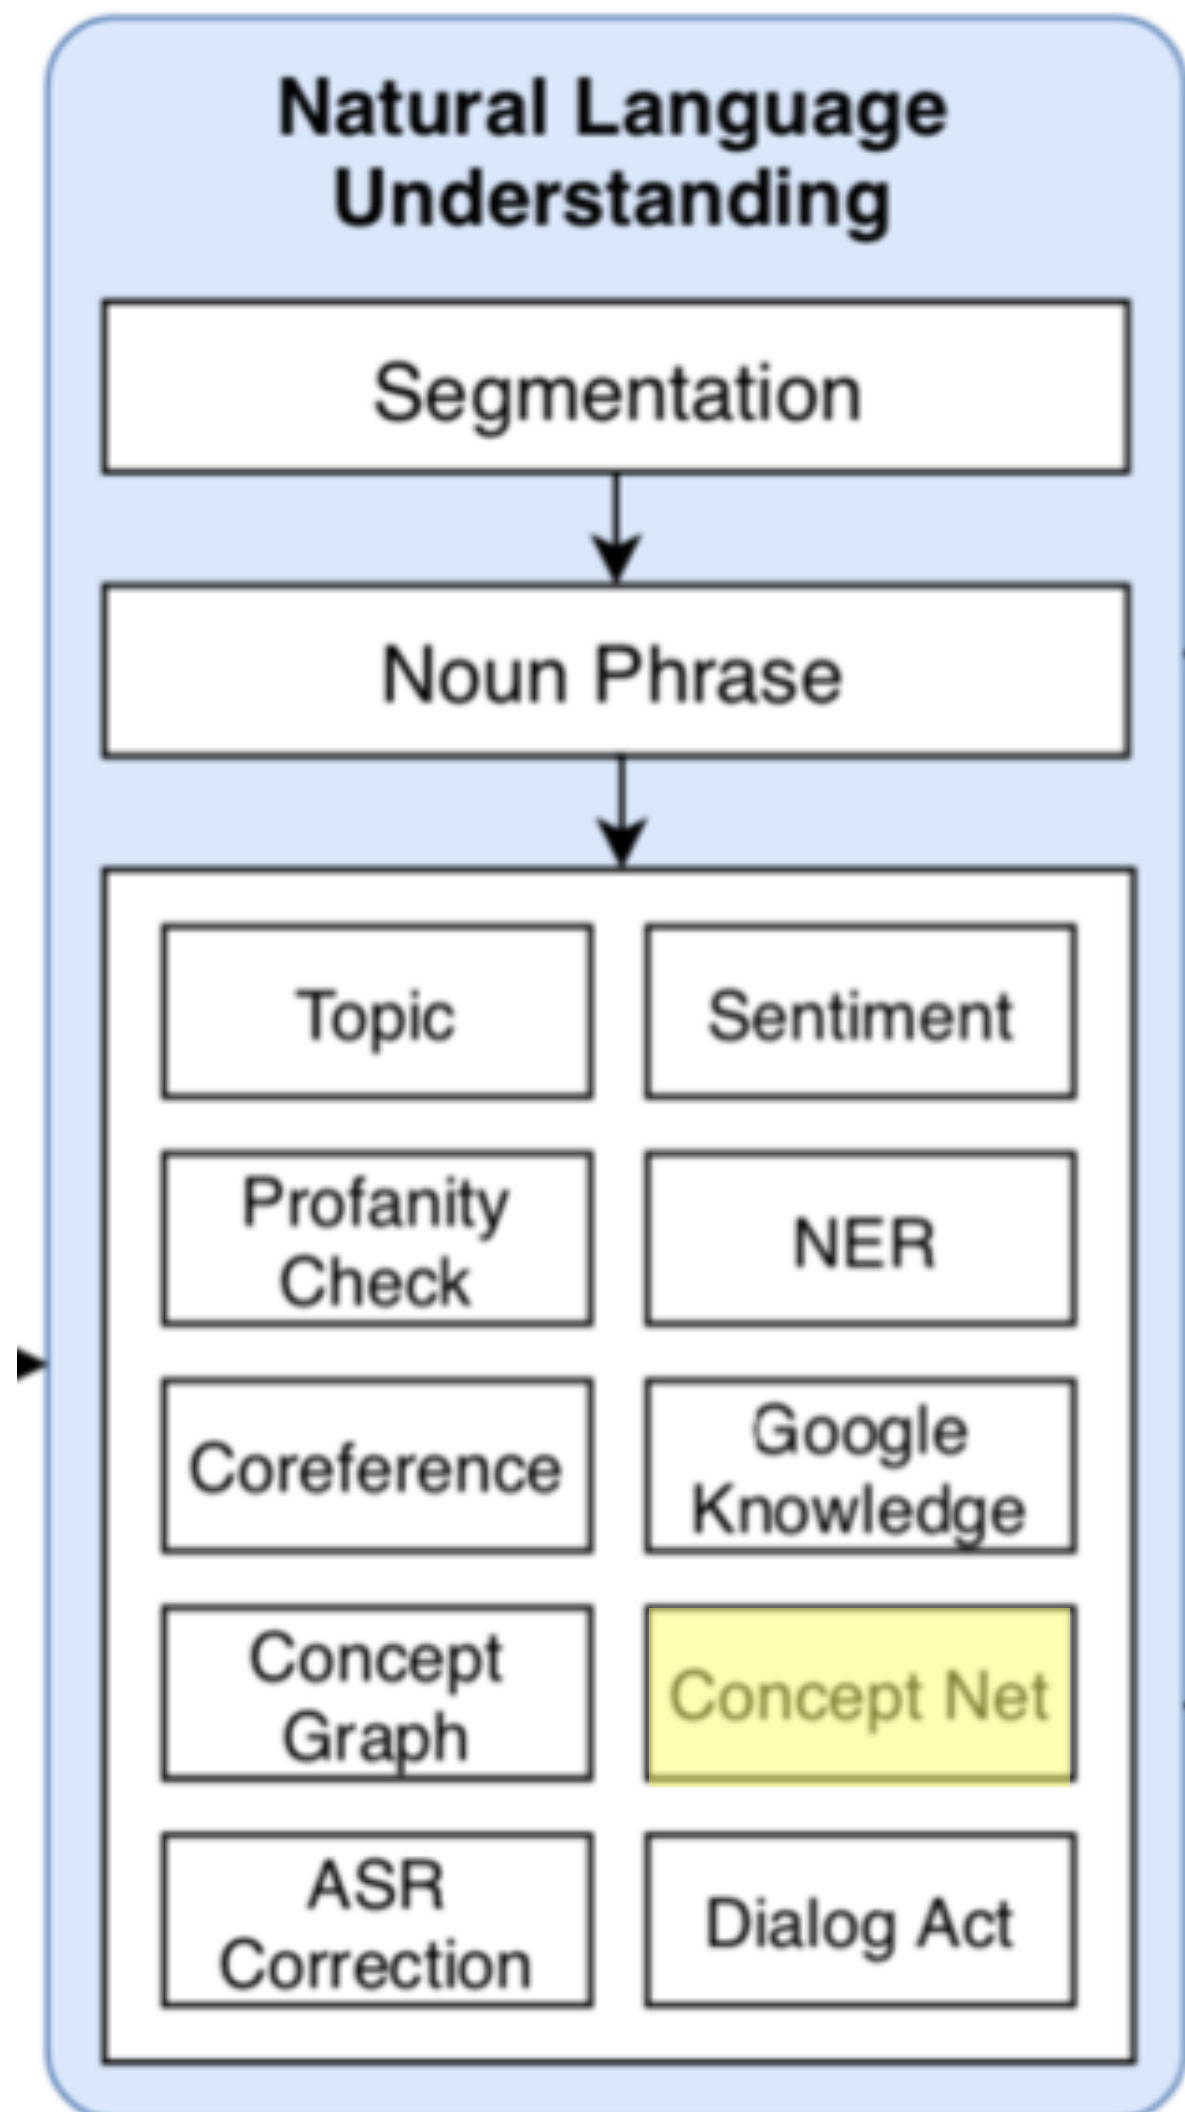 Natural Language
Understanding
Segmentation
Noun Phrase
Topic
Sentiment
Profanity
Check
NER
Coreference
Google
Knowledge
Concept
Graph
Concept Net
ASR
Correction
Dialog Act